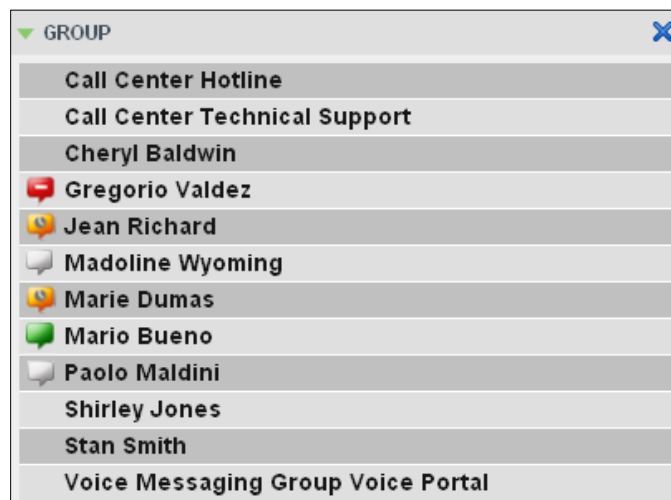 GROUP
Call Center Hotline
Call Center Technical Support
Cheryl Baldwin
Gregorio Valdez
Jean Richard
Madoline Wyoming
Marie Dumas
Mario Bueno
Paolo Maldini
Shirley Jones
Stan Smith
Voice Messaging Group Voice Portal